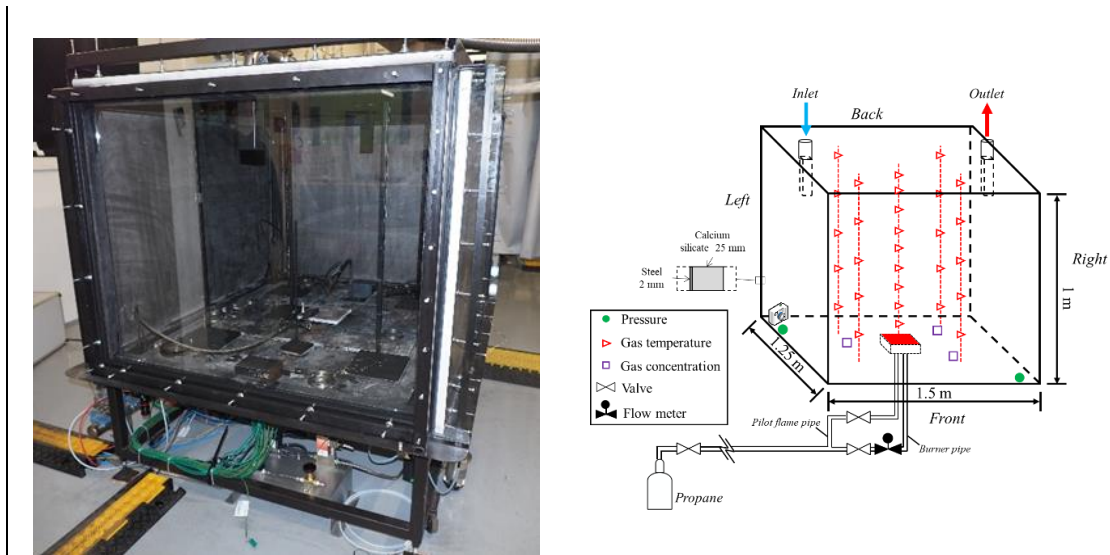 Inlet
Outlet
Back
Left
Calcium
silicate 25 mm
Steel
2 mm
Right
1 m
Pressure
Gas temperature
Gas concentration
Valve
Flow meter
1.25 m
1.5 m
Front
Pilot flame pipe
Burner pipe
Propane